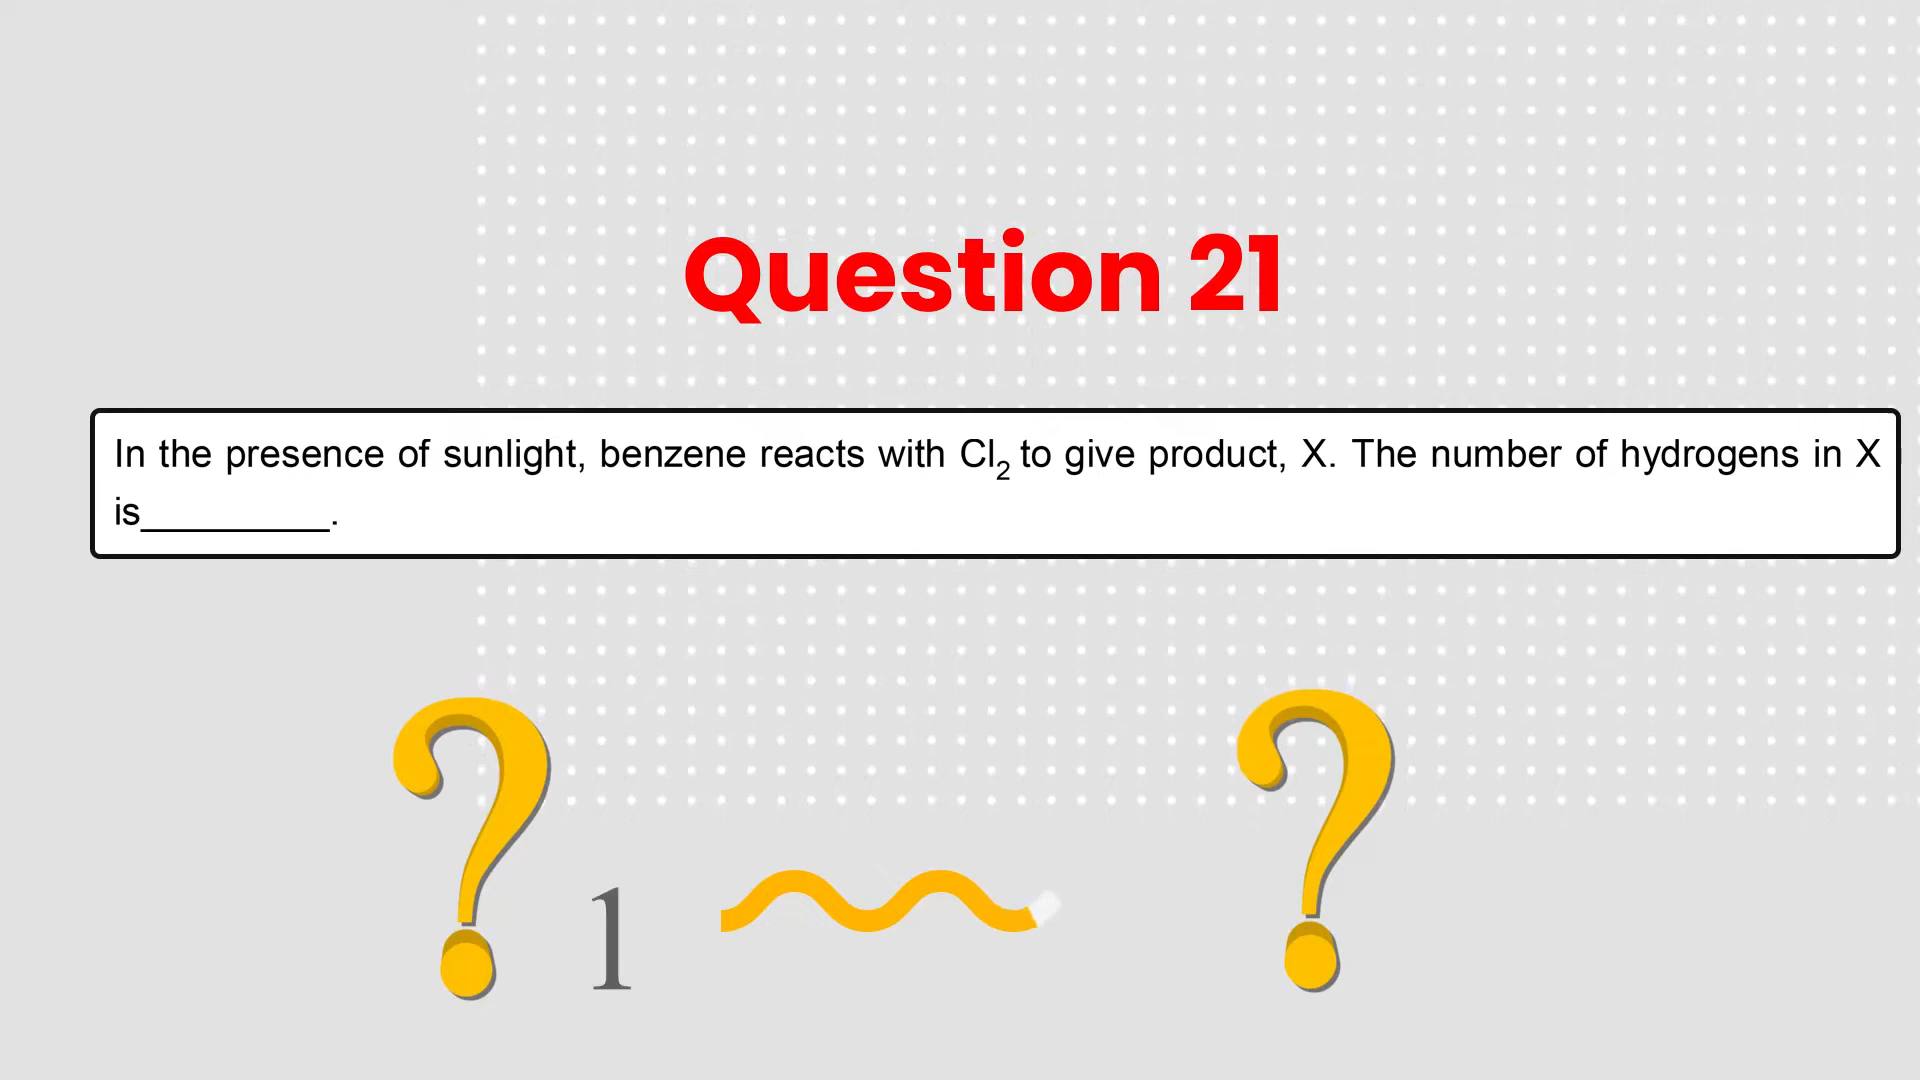 Question 21
In the presence of sunlight, benzene reacts with Cl₂ to give product, X. The number of hydrogens in X
is_________.
? 1 ?